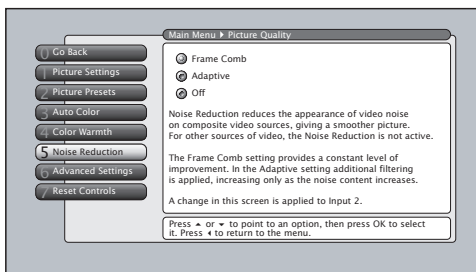 Main Menu ▶ Picture Quality
0 Go Back
1 Picture Settings
2 Picture Presets
3 Auto Color
4 Color Warmth
5 Noise Reduction
6 Advanced Settings
7 Reset Controls
Frame Comb
Adaptive
Off
Noise Reduction reduces the appearance of video noise
on composite video sources, giving a smoother picture.
For other sources of video, the Noise Reduction is not active.
The Frame Comb setting provides a constant level of
improvement. In the Adaptive setting additional filtering
is applied, increasing only as the noise content increases.
A change in this screen is applied to Input 2.
Press ▲ or ▼ to point to an option, then press OK to select
it. Press ◀ to return to the menu.